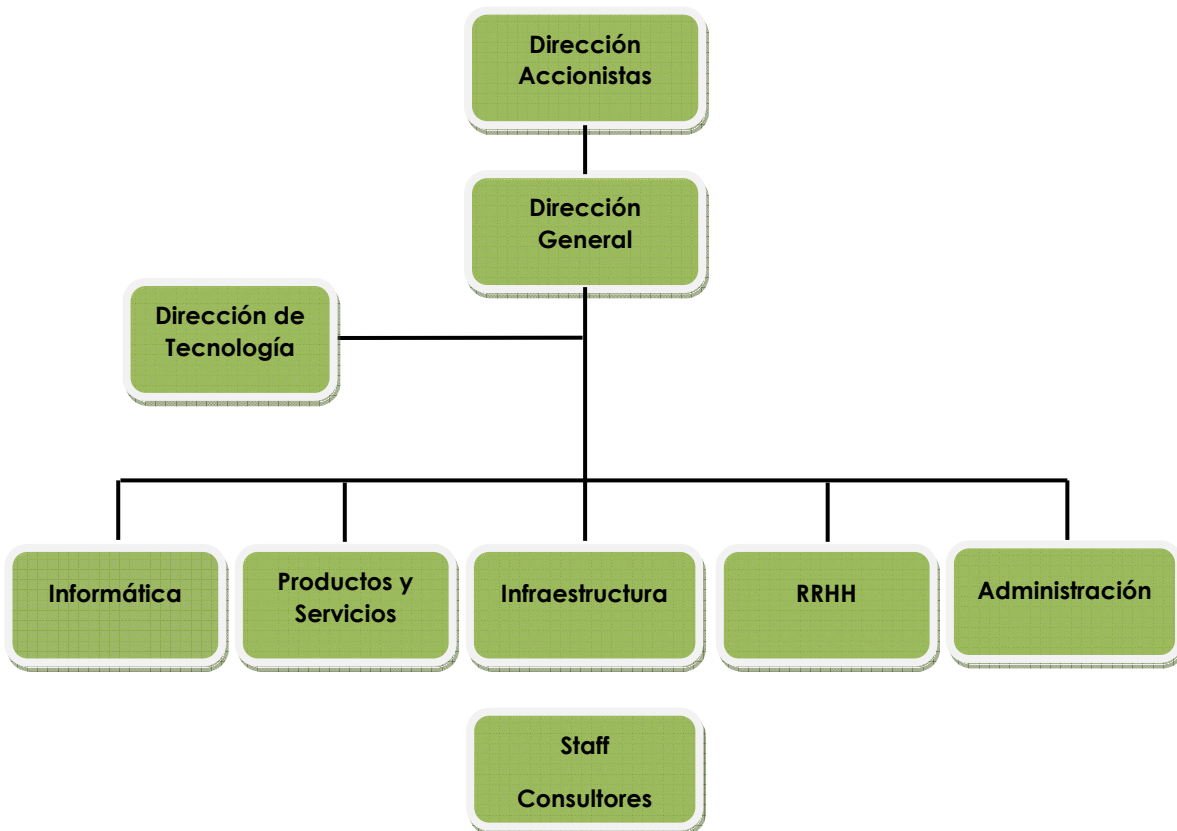 Dirección
Accionistas
Dirección
General
Dirección de
Tecnología
Informática
Productos y
Servicios
Infraestructura
RRHH
Administración
Staff
Consultores